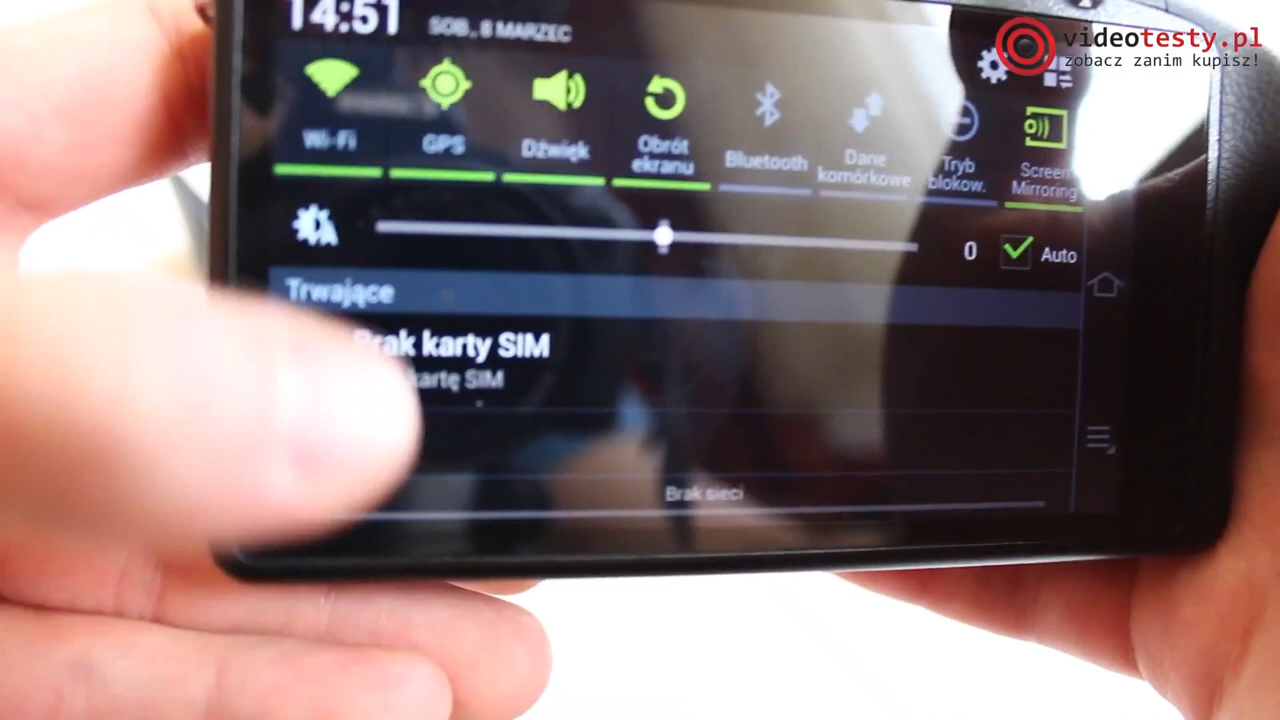 14:51 SOB., 8 MARZEC
videotesty.pl
zobacz zanim kupisz!
Wi-Fi
GPS
Dźwięk
Obrót
ekranu
Bluetooth
Dane
komórkowe
Tryb
blokow.
Screen
Mirroring
0
Auto
Trwające
Brak karty SIM
kartę SIM
Brak sieci